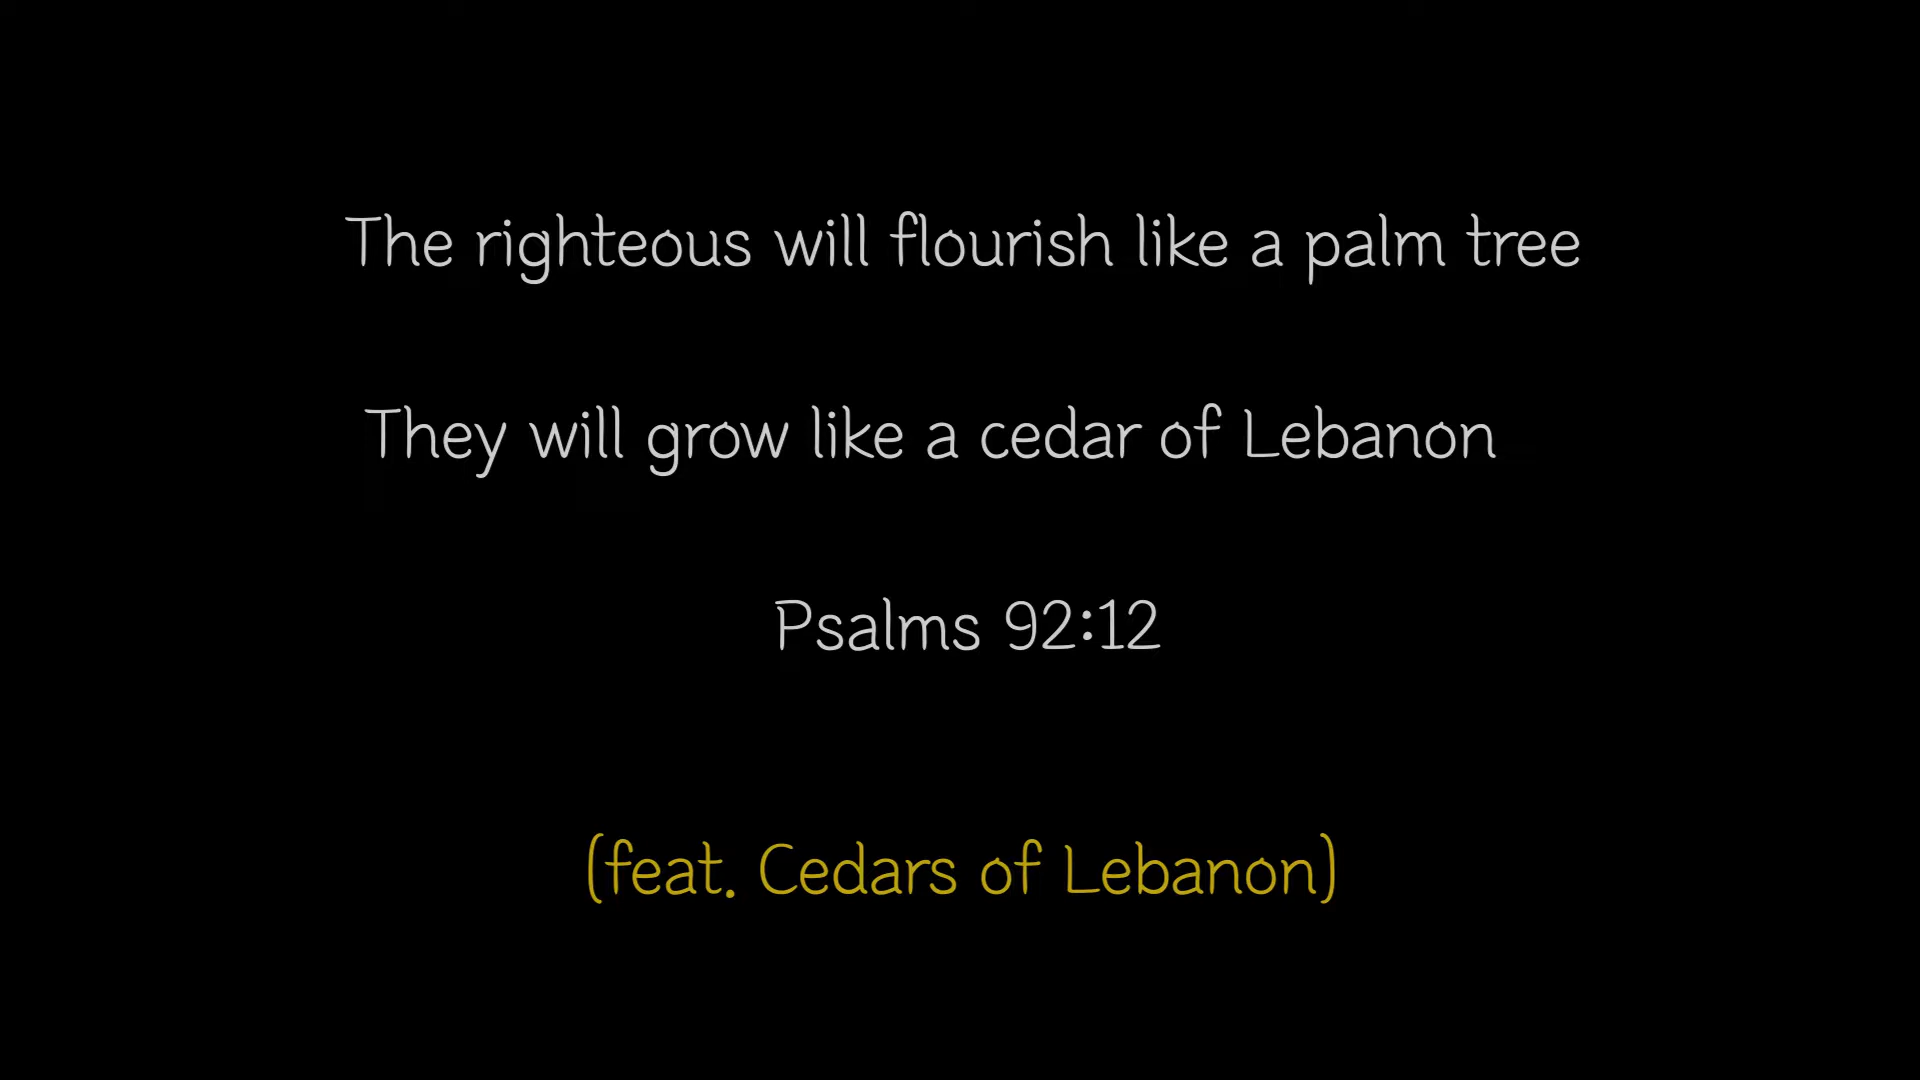 The righteous will flourish like a palm tree
They will grow like a cedar of Lebanon
Psalms 92:12
(feat. Cedars of Lebanon)